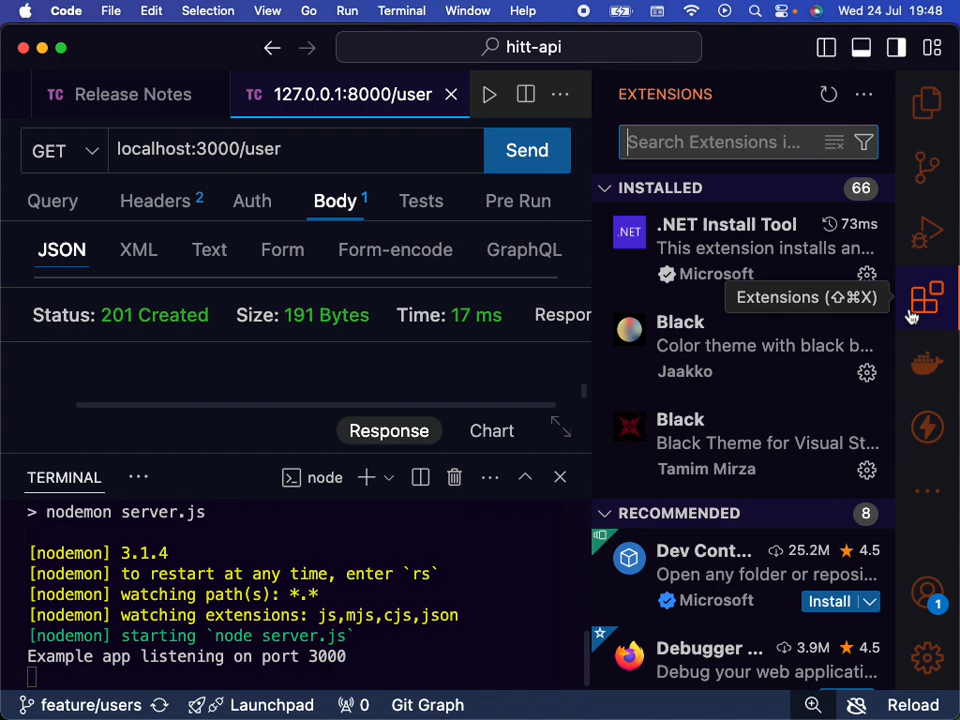 Code File Edit Selection View Go Run Terminal Window Help Wed 24 Jul 19:48
hitt-api
TC Release Notes
TC 127.0.0.1:8000/user
GET localhost:3000/user Send
Query Headers 2 Auth Body 1 Tests Pre Run
JSON XML Text Form Form-encode GraphQL
Status: 201 Created Size: 191 Bytes Time: 17 ms Respor
Response Chart
TERMINAL
node
> nodemon server.js
[nodemon] 3.1.4
[nodemon] to restart at any time, enter `rs`
[nodemon] watching path(s): *.*
[nodemon] watching extensions: js,mjs,cjs,json
[nodemon] starting `node server.js`
Example app listening on port 3000
EXTENSIONS
Search Extensions i...
INSTALLED 66
.NET
.NET Install Tool 73ms
This extension installs an...
Microsoft
Extensions (⇧⌘X)
Black
Color theme with black b...
Jaakko
Black
Black Theme for Visual St...
Tamim Mirza
RECOMMENDED 8
Dev Cont... 25.2M ★ 4.5
Open any folder or reposi...
Microsoft Install
Debugger ... 3.9M ★ 4.5
Debug your web applicati...
1
feature/users Launchpad 0 Git Graph Reload